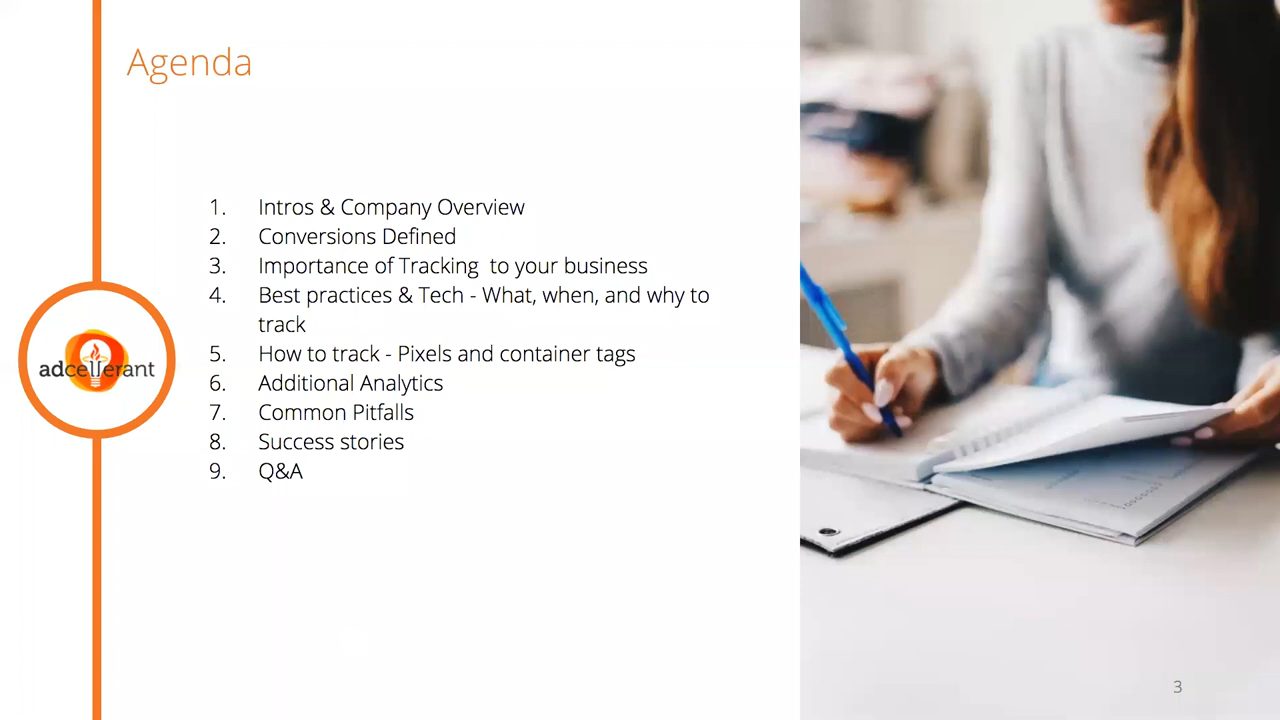 Agenda
1. Intros & Company Overview
2. Conversions Defined
3. Importance of Tracking  to your business
4. Best practices & Tech - What, when, and why to
track
5. How to track - Pixels and container tags
6. Additional Analytics
7. Common Pitfalls
8. Success stories
9. Q&A
adcellerant
3